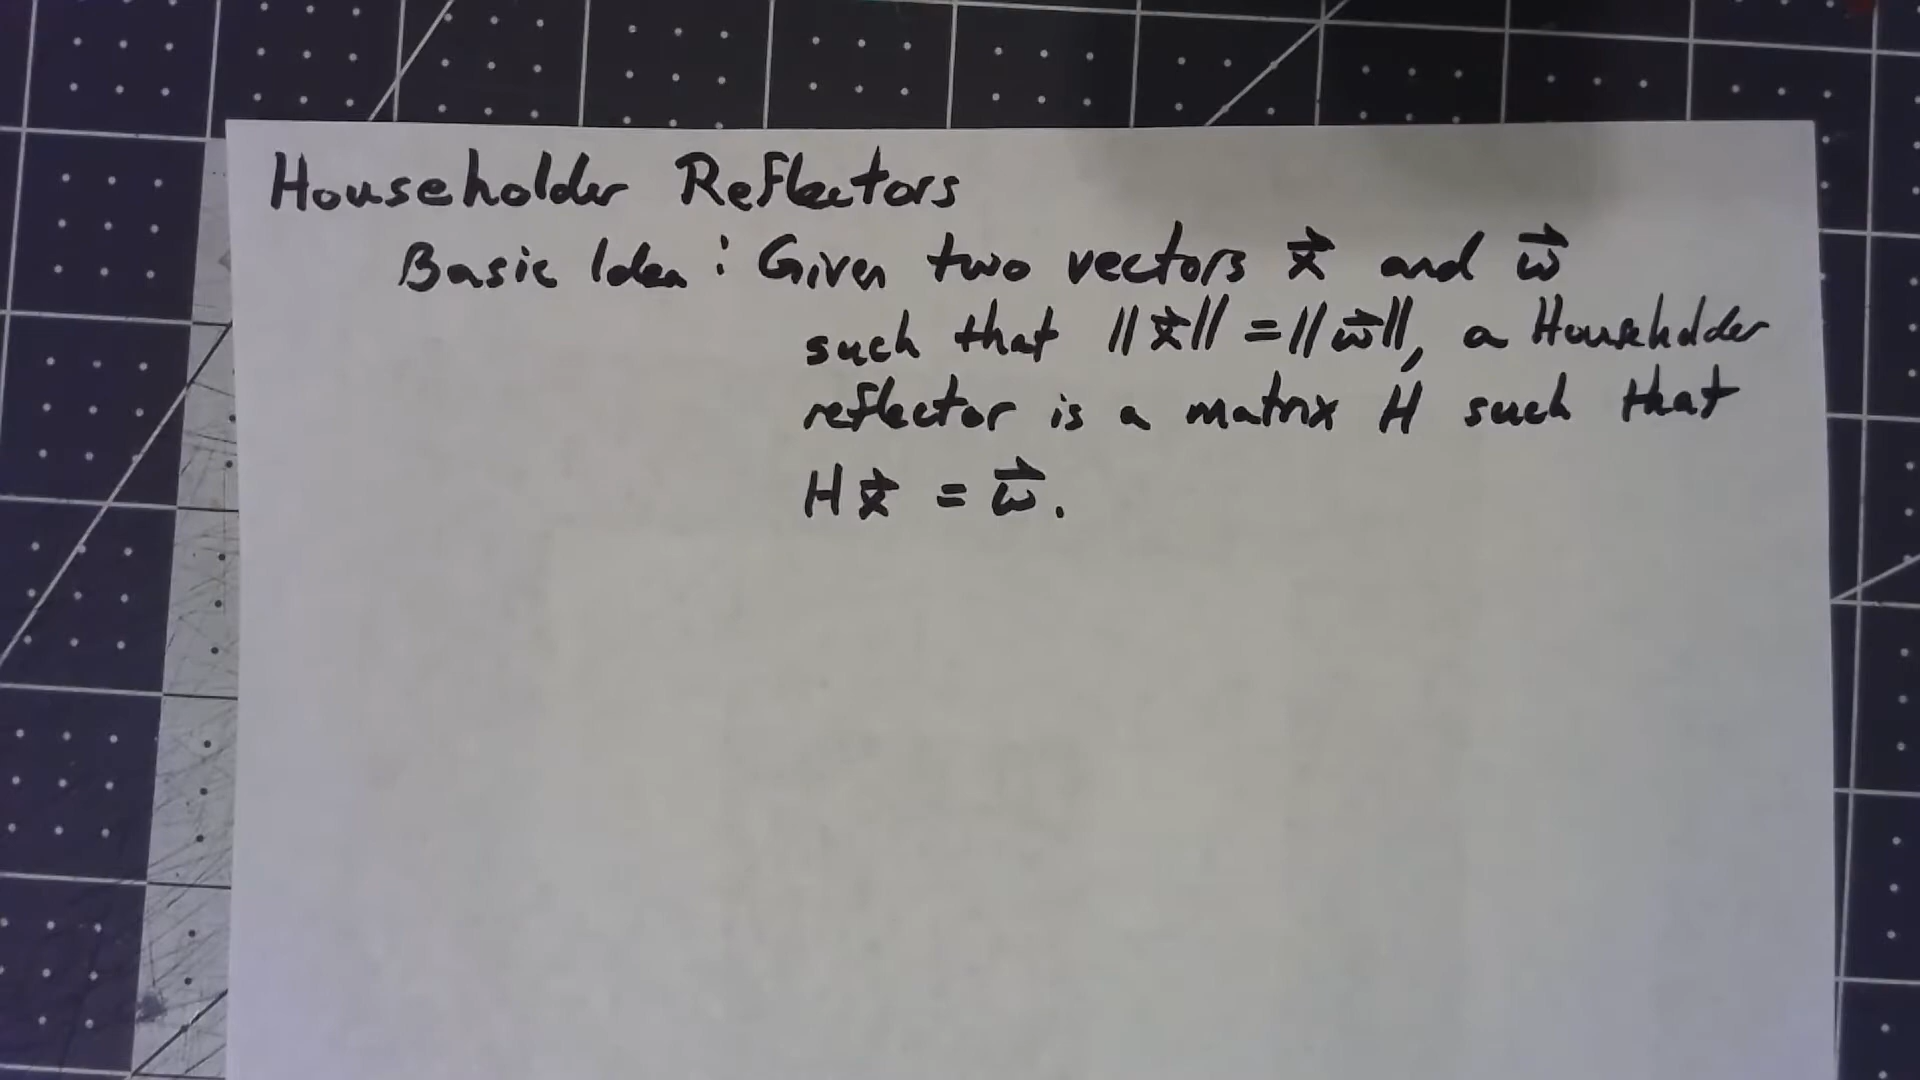 Householder Reflectors
Basic Idea: Given two vectors x⃗ and w⃗
such that ||x⃗|| = ||w⃗||, a Householder
reflector is a matrix H such that
Hx⃗ = w⃗.